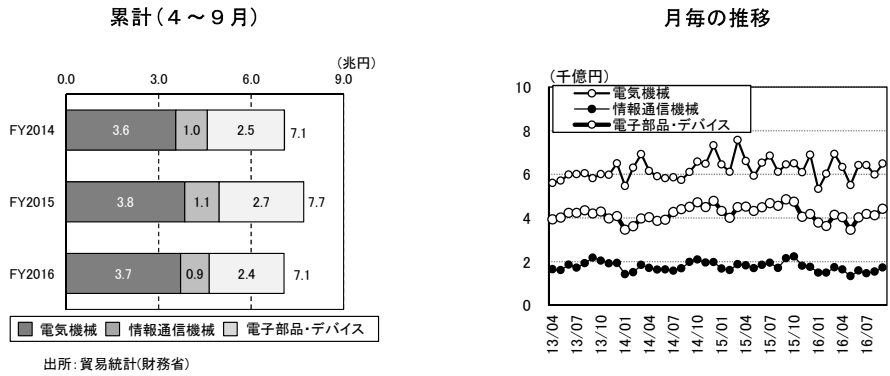 累計(4～9月)
(兆円)
0.0 3.0 6.0 9.0
FY2014 3.6 1.0 2.5 7.1
FY2015 3.8 1.1 2.7 7.7
FY2016 3.7 0.9 2.4 7.1
電気機械 情報通信機械 電子部品・デバイス
出所:貿易統計(財務省)
月毎の推移
(千億円)
電気機械
情報通信機械
電子部品・デバイス
10
8
6
4
2
0
13/04 13/07 13/10 14/01 14/04 14/07 14/10 15/01 15/04 15/07 15/10 16/01 16/04 16/07